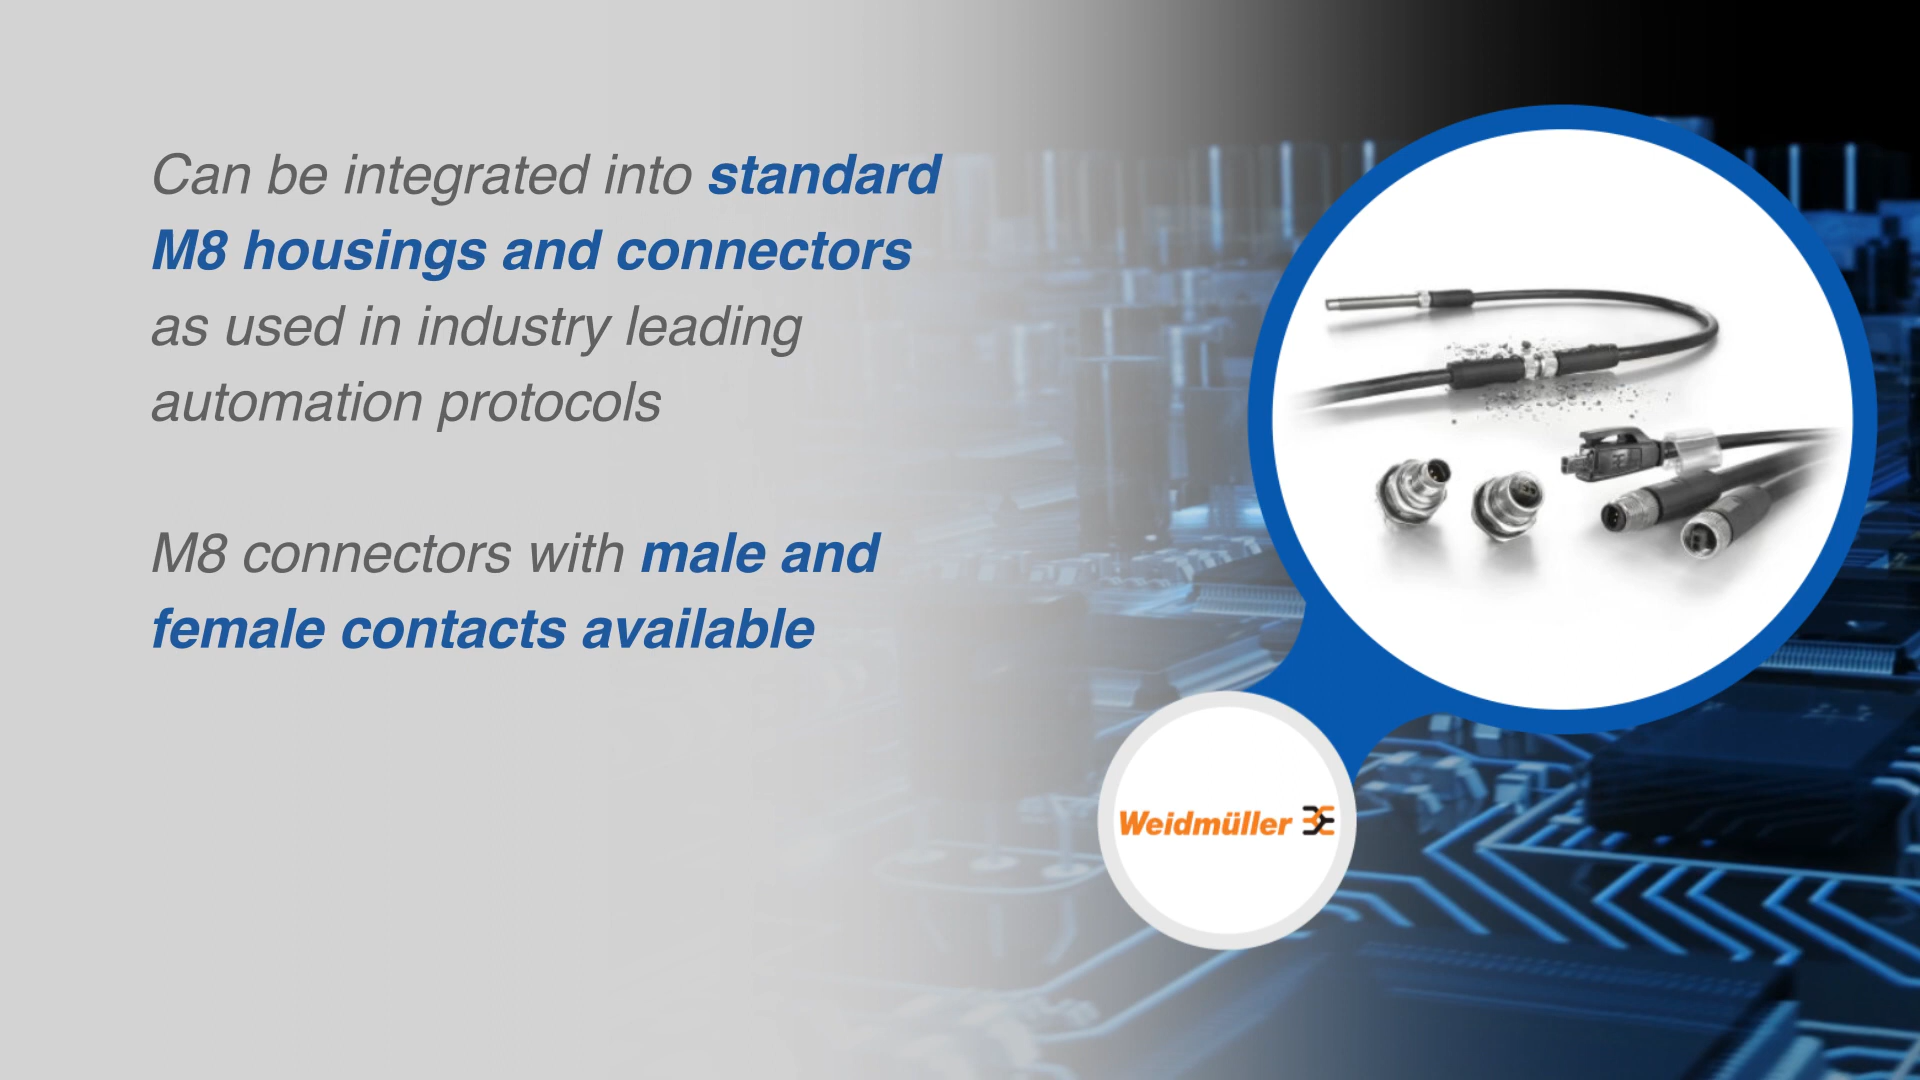 Can be integrated into standard
M8 housings and connectors
as used in industry leading
automation protocols
M8 connectors with male and
female contacts available
Weidmüller